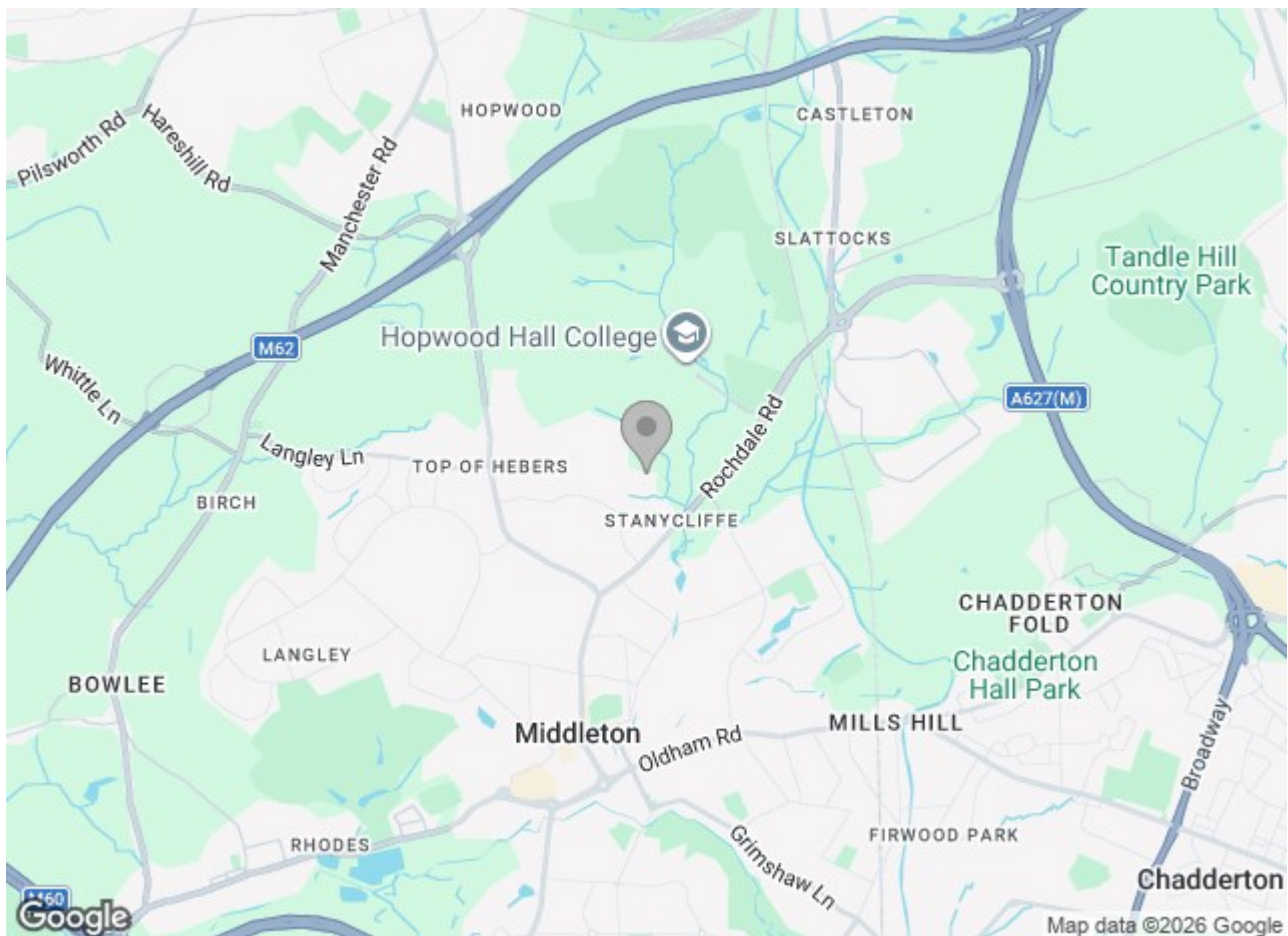 HOPWOOD
CASTLETON
Pilsworth Rd
Hareshill Rd
Manchester Rd
SLATTOCKS
Tandle Hill
Country Park
Hopwood Hall College
M62
Whittle Ln
A627(M)
Langley Ln
TOP OF HEBERS
Rochdale Rd
BIRCH
STANYCLIFFE
CHADDERTON
FOLD
LANGLEY
Chadderton
Hall Park
BOWLEE
Middleton
Oldham Rd
MILLS HILL
Broadway
RHODES
Grimshaw Ln
FIRWOOD PARK
Chadderton
M60
Google
Map data ©2026 Google